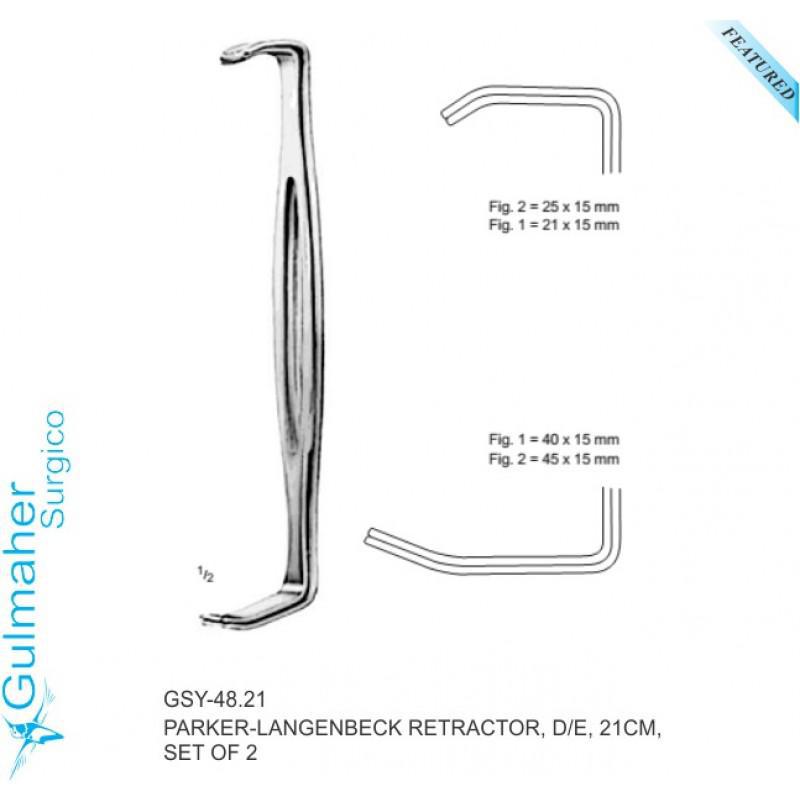 FEATURED
Fig. 2 = 25 x 15 mm
Fig. 1 = 21 x 15 mm
Fig. 1 = 40 x 15 mm
Fig. 2 = 45 x 15 mm
1/2
Gulmaher
Surgico
GSY-48.21
PARKER-LANGENBECK RETRACTOR, D/E, 21CM,
SET OF 2